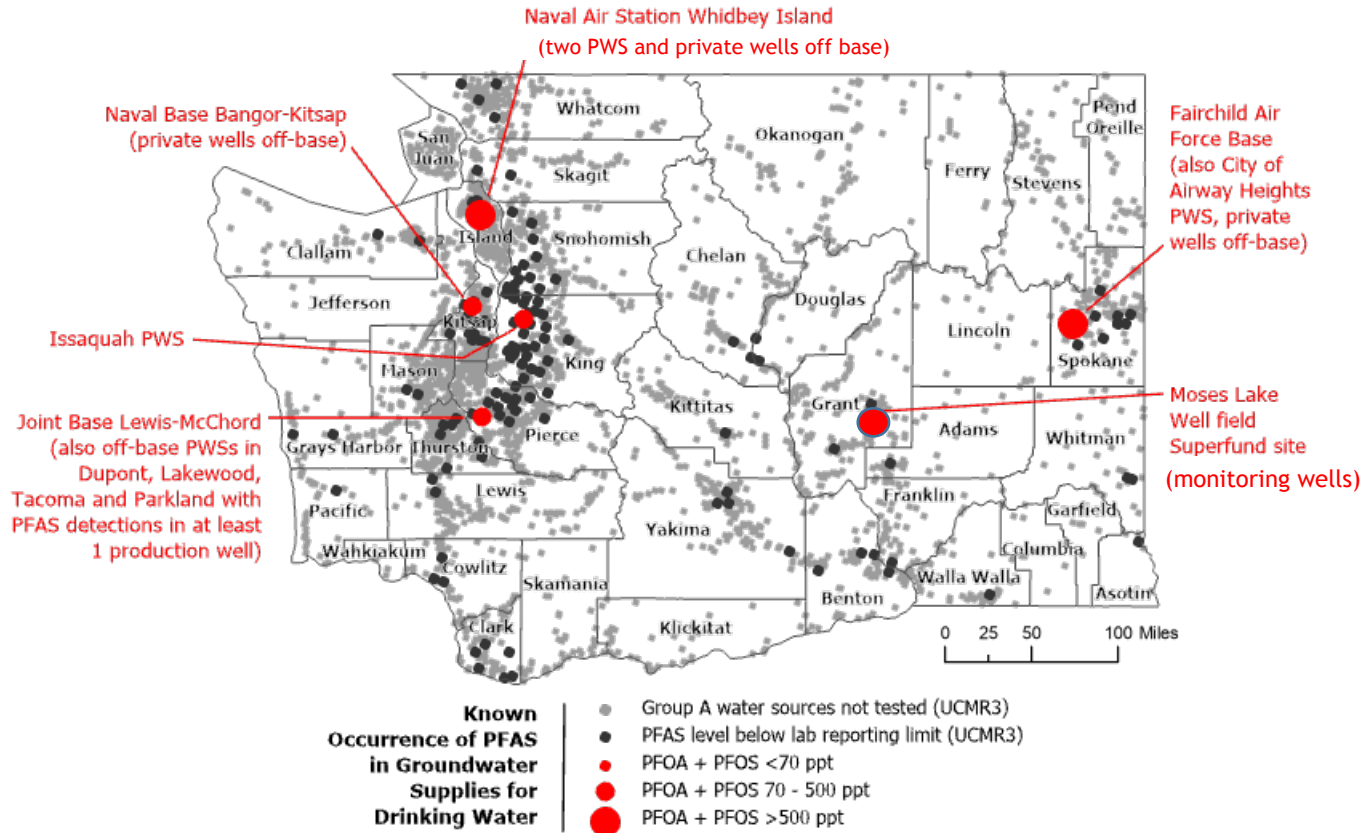 Naval Air Station Whidbey Island
(two PWS and private wells off base)
Naval Base Bangor-Kitsap
(private wells off-base)
Fairchild Air
Force Base
(also City of
Airway Heights
PWS, private
wells off-base)
Issaquah PWS
Joint Base Lewis-McChord
(also off-base PWSs in
Dupont, Lakewood,
Tacoma and Parkland with
PFAS detections in at least
1 production well)
Moses Lake
Well field
Superfund site
(monitoring wells)
Whatcom
San
Juan
Skagit
Okanogan
Ferry
Stevens
Pend
Oreille
Island
Clallam
Snohomish
Chelan
Douglas
Jefferson
Kitsap
Lincoln
Spokane
Mason
King
Grant
Kittitas
Adams
Whitman
Grays Harbor
Thurston
Pierce
Lewis
Pacific
Franklin
Garfield
Yakima
Wahkiakum
Cowlitz
Columbia
Skamania
Walla Walla
Benton
Asotin
Clark
Klickitat
0 25 50 100 Miles
Known
Occurrence of PFAS
in Groundwater
Supplies for
Drinking Water
Group A water sources not tested (UCMR3)
PFAS level below lab reporting limit (UCMR3)
PFOA + PFOS <70 ppt
PFOA + PFOS 70 - 500 ppt
PFOA + PFOS >500 ppt